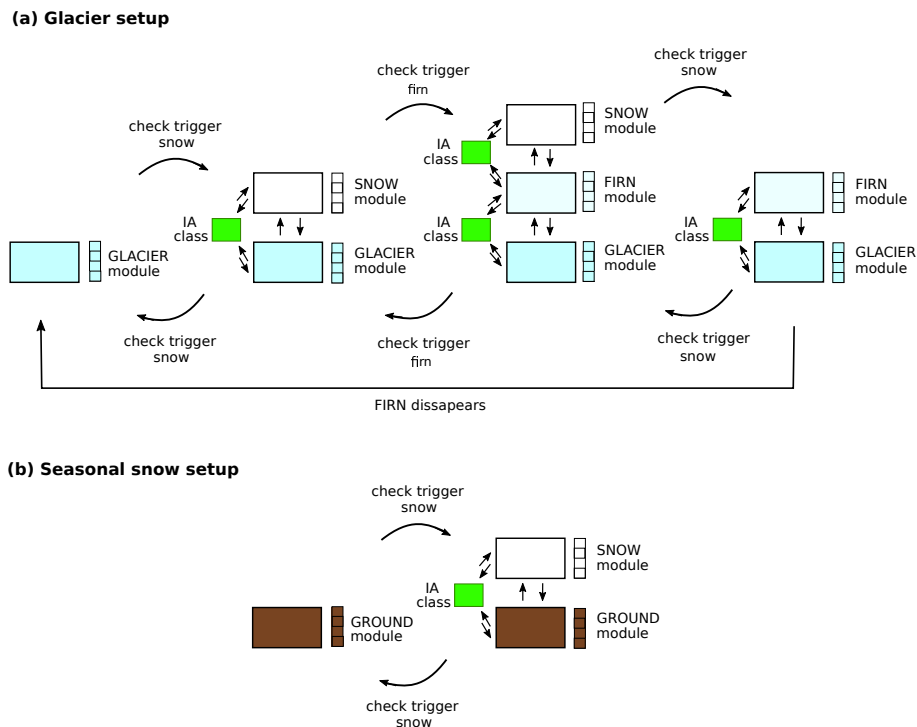 (a) Glacier setup
check trigger
snow
check trigger
firn
check trigger
snow
GLACIER
module
IA
class
SNOW
module
GLACIER
module
IA
class
IA
class
SNOW
module
FIRN
module
GLACIER
module
IA
class
FIRN
module
GLACIER
module
check trigger
snow
check trigger
firn
check trigger
snow
FIRN dissapears
(b) Seasonal snow setup
check trigger
snow
GROUND
module
IA
class
SNOW
module
GROUND
module
check trigger
snow